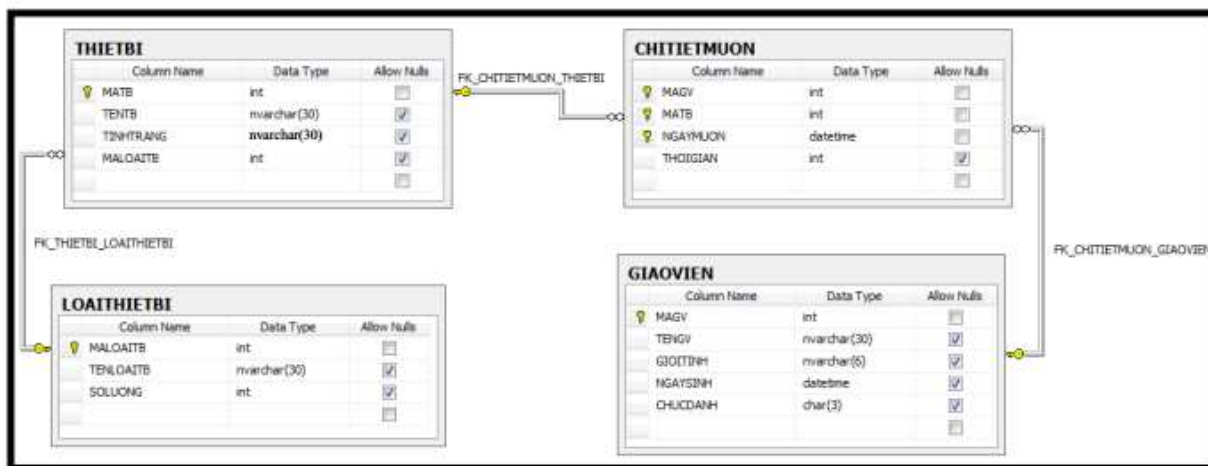 THIETBI
Column Name Data Type Allow Nulls
MATB int
TENTB nvarchar(30)
TINHTRANG nvarchar(30)
MALOAITB int
FK_CHITIETMUON_THIETBI
CHITIETMUON
Column Name Data Type Allow Nulls
MAGV int
MATB int
NGAYMUON datetime
THOIGIAN int
FK_THIETBI_LOAITHIETBI
FK_CHITIETMUON_GIAOVIEN
LOAITHIETBI
Column Name Data Type Allow Nulls
MALOAITB int
TENLOAITB nvarchar(30)
SOLUONG int
GIAOVIEN
Column Name Data Type Allow Nulls
MAGV int
TENGV nvarchar(30)
GIOITINH nvarchar(6)
NGAYSINH datetime
CHUCDANH char(3)